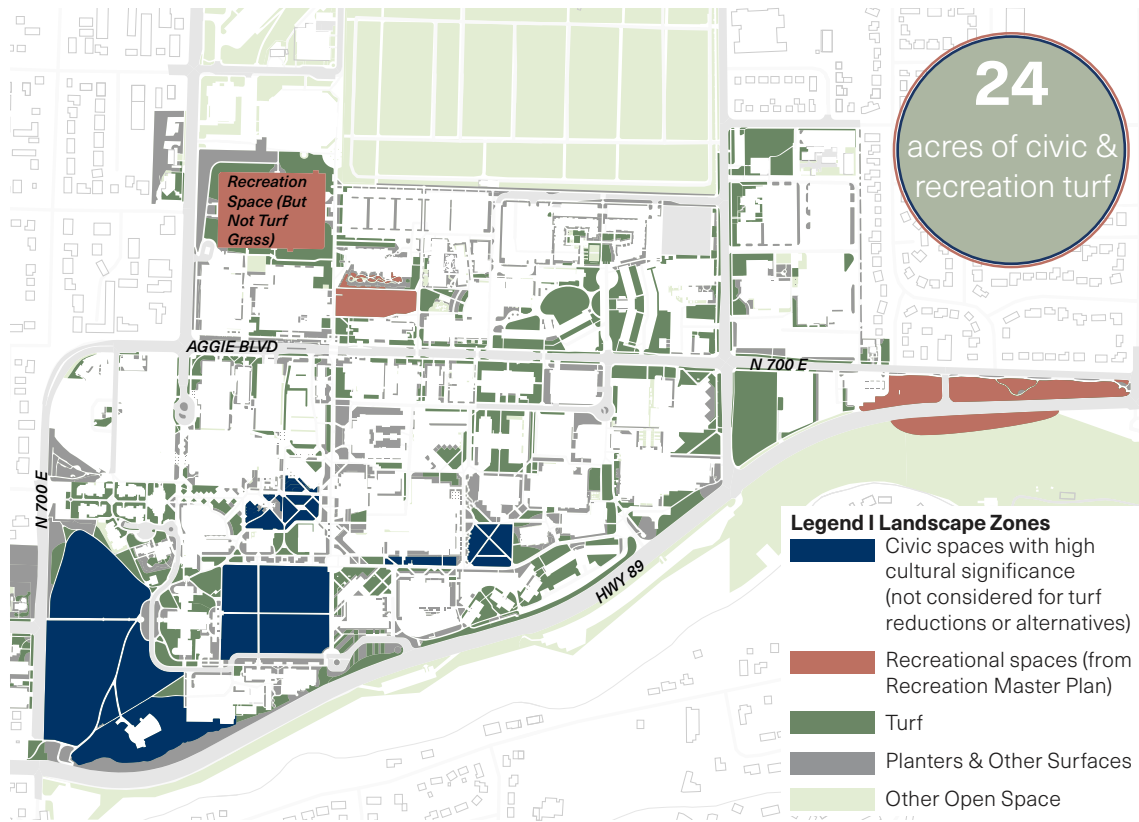 24
acres of civic &
recreation turf
Recreation
Space (But
Not Turf
Grass)
AGGIE BLVD
N 700 E
N 700 E
HWY 89
Legend I Landscape Zones
Civic spaces with high
cultural significance
(not considered for turf
reductions or alternatives)
Recreational spaces (from
Recreation Master Plan)
Turf
Planters & Other Surfaces
Other Open Space